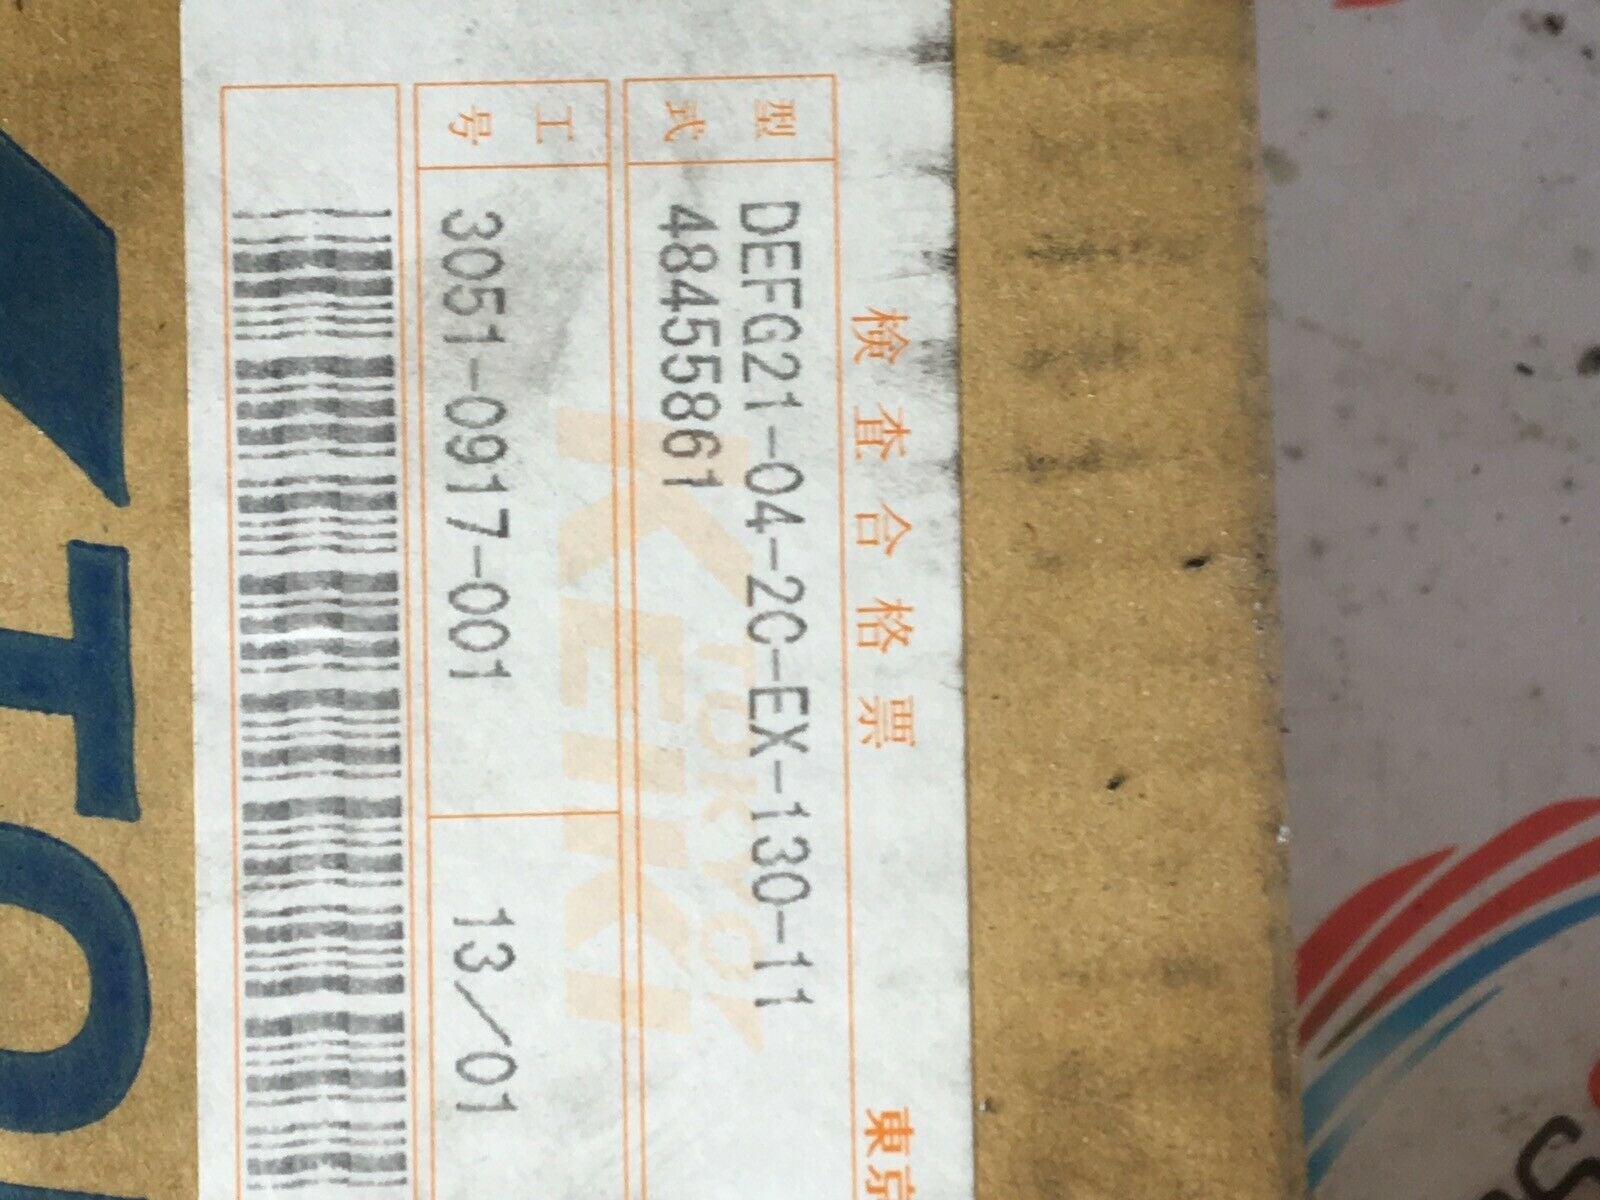 検査合格票 東京
型式 DEFG21-04-2C-EX-130-11
48455861
TOKYO
KEIKI
工号 3051-0917-001 13/01